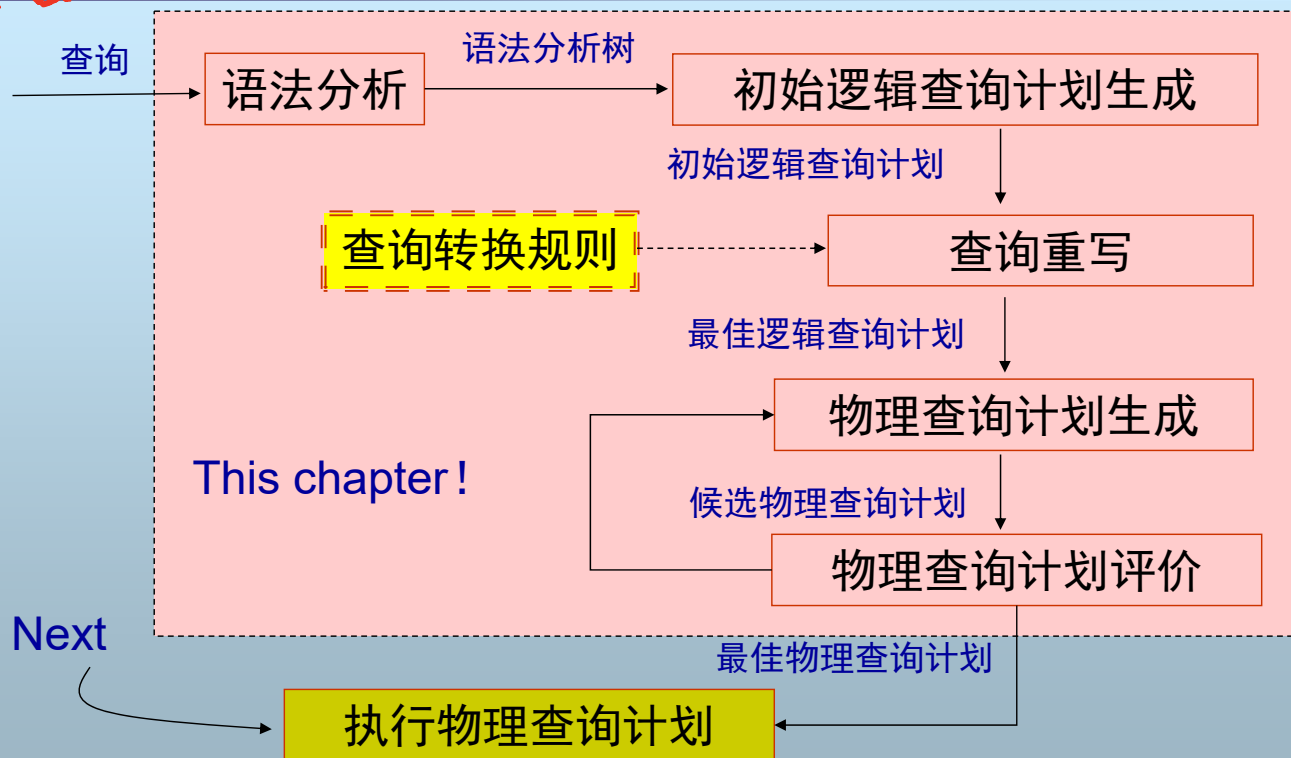 查询
语法分析树
语法分析
初始逻辑查询计划生成
初始逻辑查询计划
查询转换规则
查询重写
最佳逻辑查询计划
物理查询计划生成
This chapter！
候选物理查询计划
物理查询计划评价
Next
最佳物理查询计划
执行物理查询计划